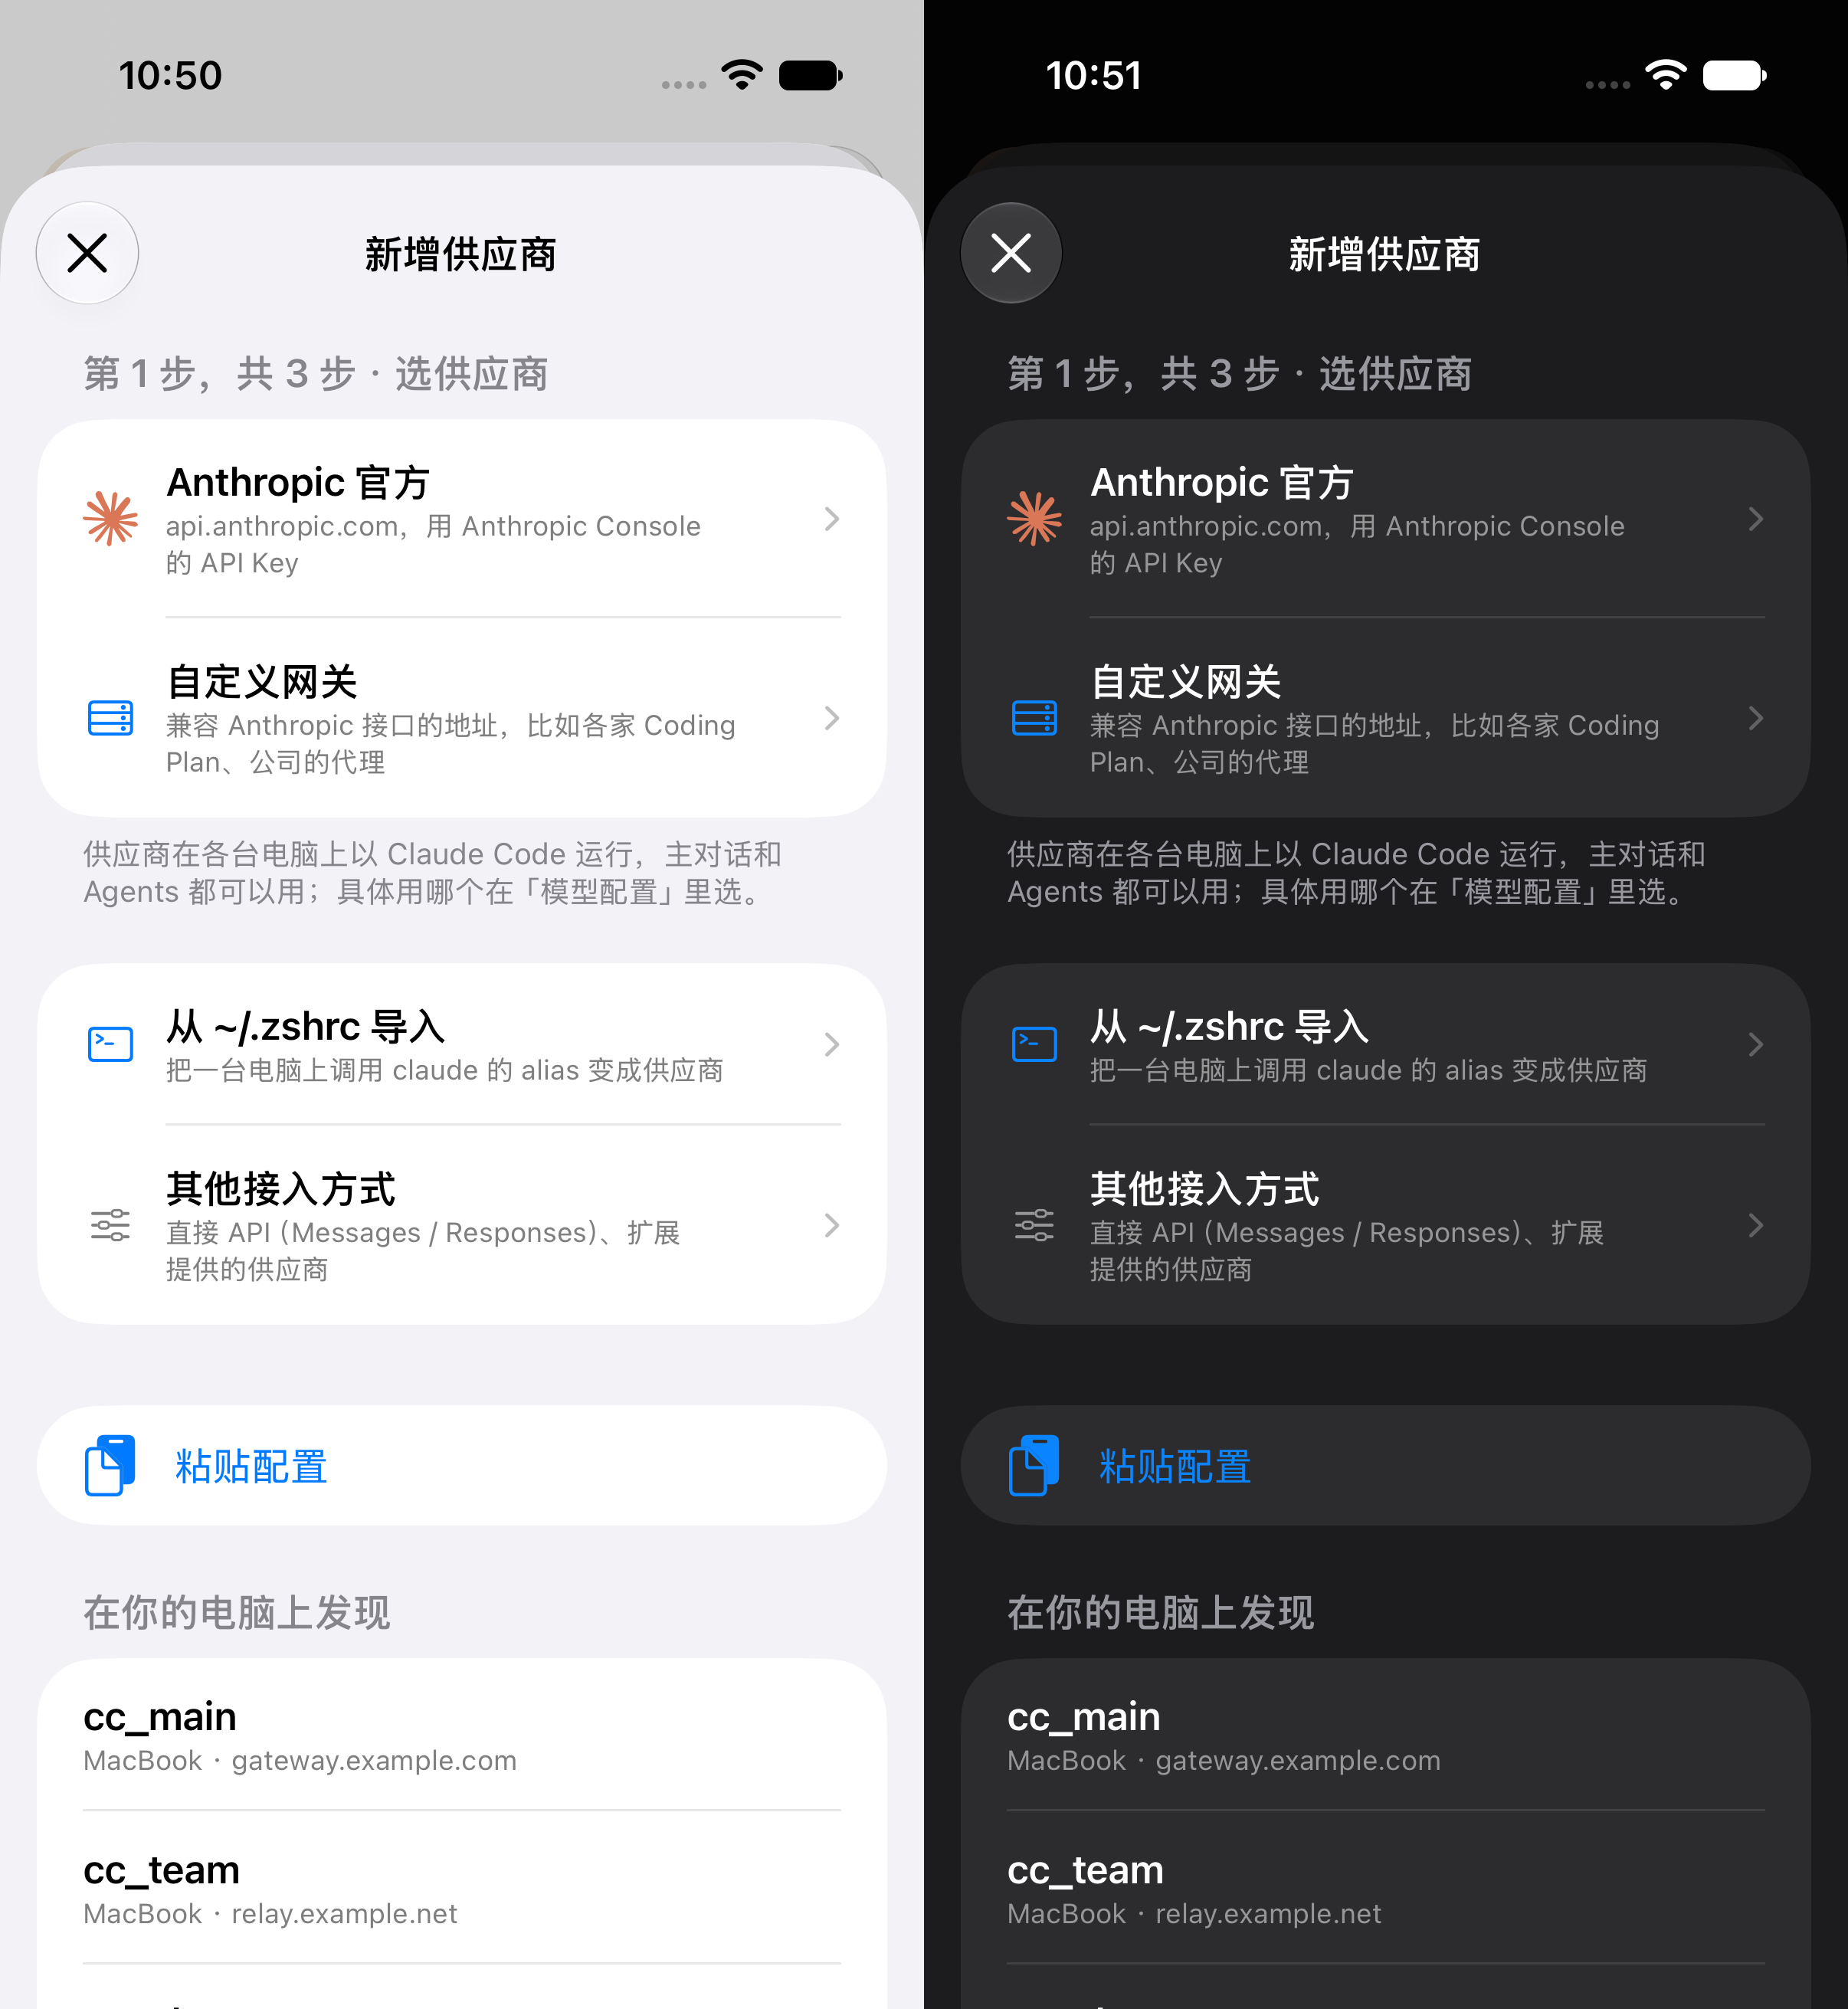 10:50
新增供应商
第 1 步，共 3 步 · 选供应商
Anthropic 官方
api.anthropic.com，用 Anthropic Console
的 API Key
自定义网关
兼容 Anthropic 接口的地址，比如各家 Coding
Plan、公司的代理
供应商在各台电脑上以 Claude Code 运行，主对话和
Agents 都可以用；具体用哪个在「模型配置」里选。
从 ~/.zshrc 导入
把一台电脑上调用 claude 的 alias 变成供应商
其他接入方式
直接 API（Messages / Responses）、扩展
提供的供应商
粘贴配置
在你的电脑上发现
cc_main
MacBook · gateway.example.com
cc_team
MacBook · relay.example.net
10:51
新增供应商
第 1 步，共 3 步 · 选供应商
Anthropic 官方
api.anthropic.com，用 Anthropic Console
的 API Key
自定义网关
兼容 Anthropic 接口的地址，比如各家 Coding
Plan、公司的代理
供应商在各台电脑上以 Claude Code 运行，主对话和
Agents 都可以用；具体用哪个在「模型配置」里选。
从 ~/.zshrc 导入
把一台电脑上调用 claude 的 alias 变成供应商
其他接入方式
直接 API（Messages / Responses）、扩展
提供的供应商
粘贴配置
在你的电脑上发现
cc_main
MacBook · gateway.example.com
cc_team
MacBook · relay.example.net